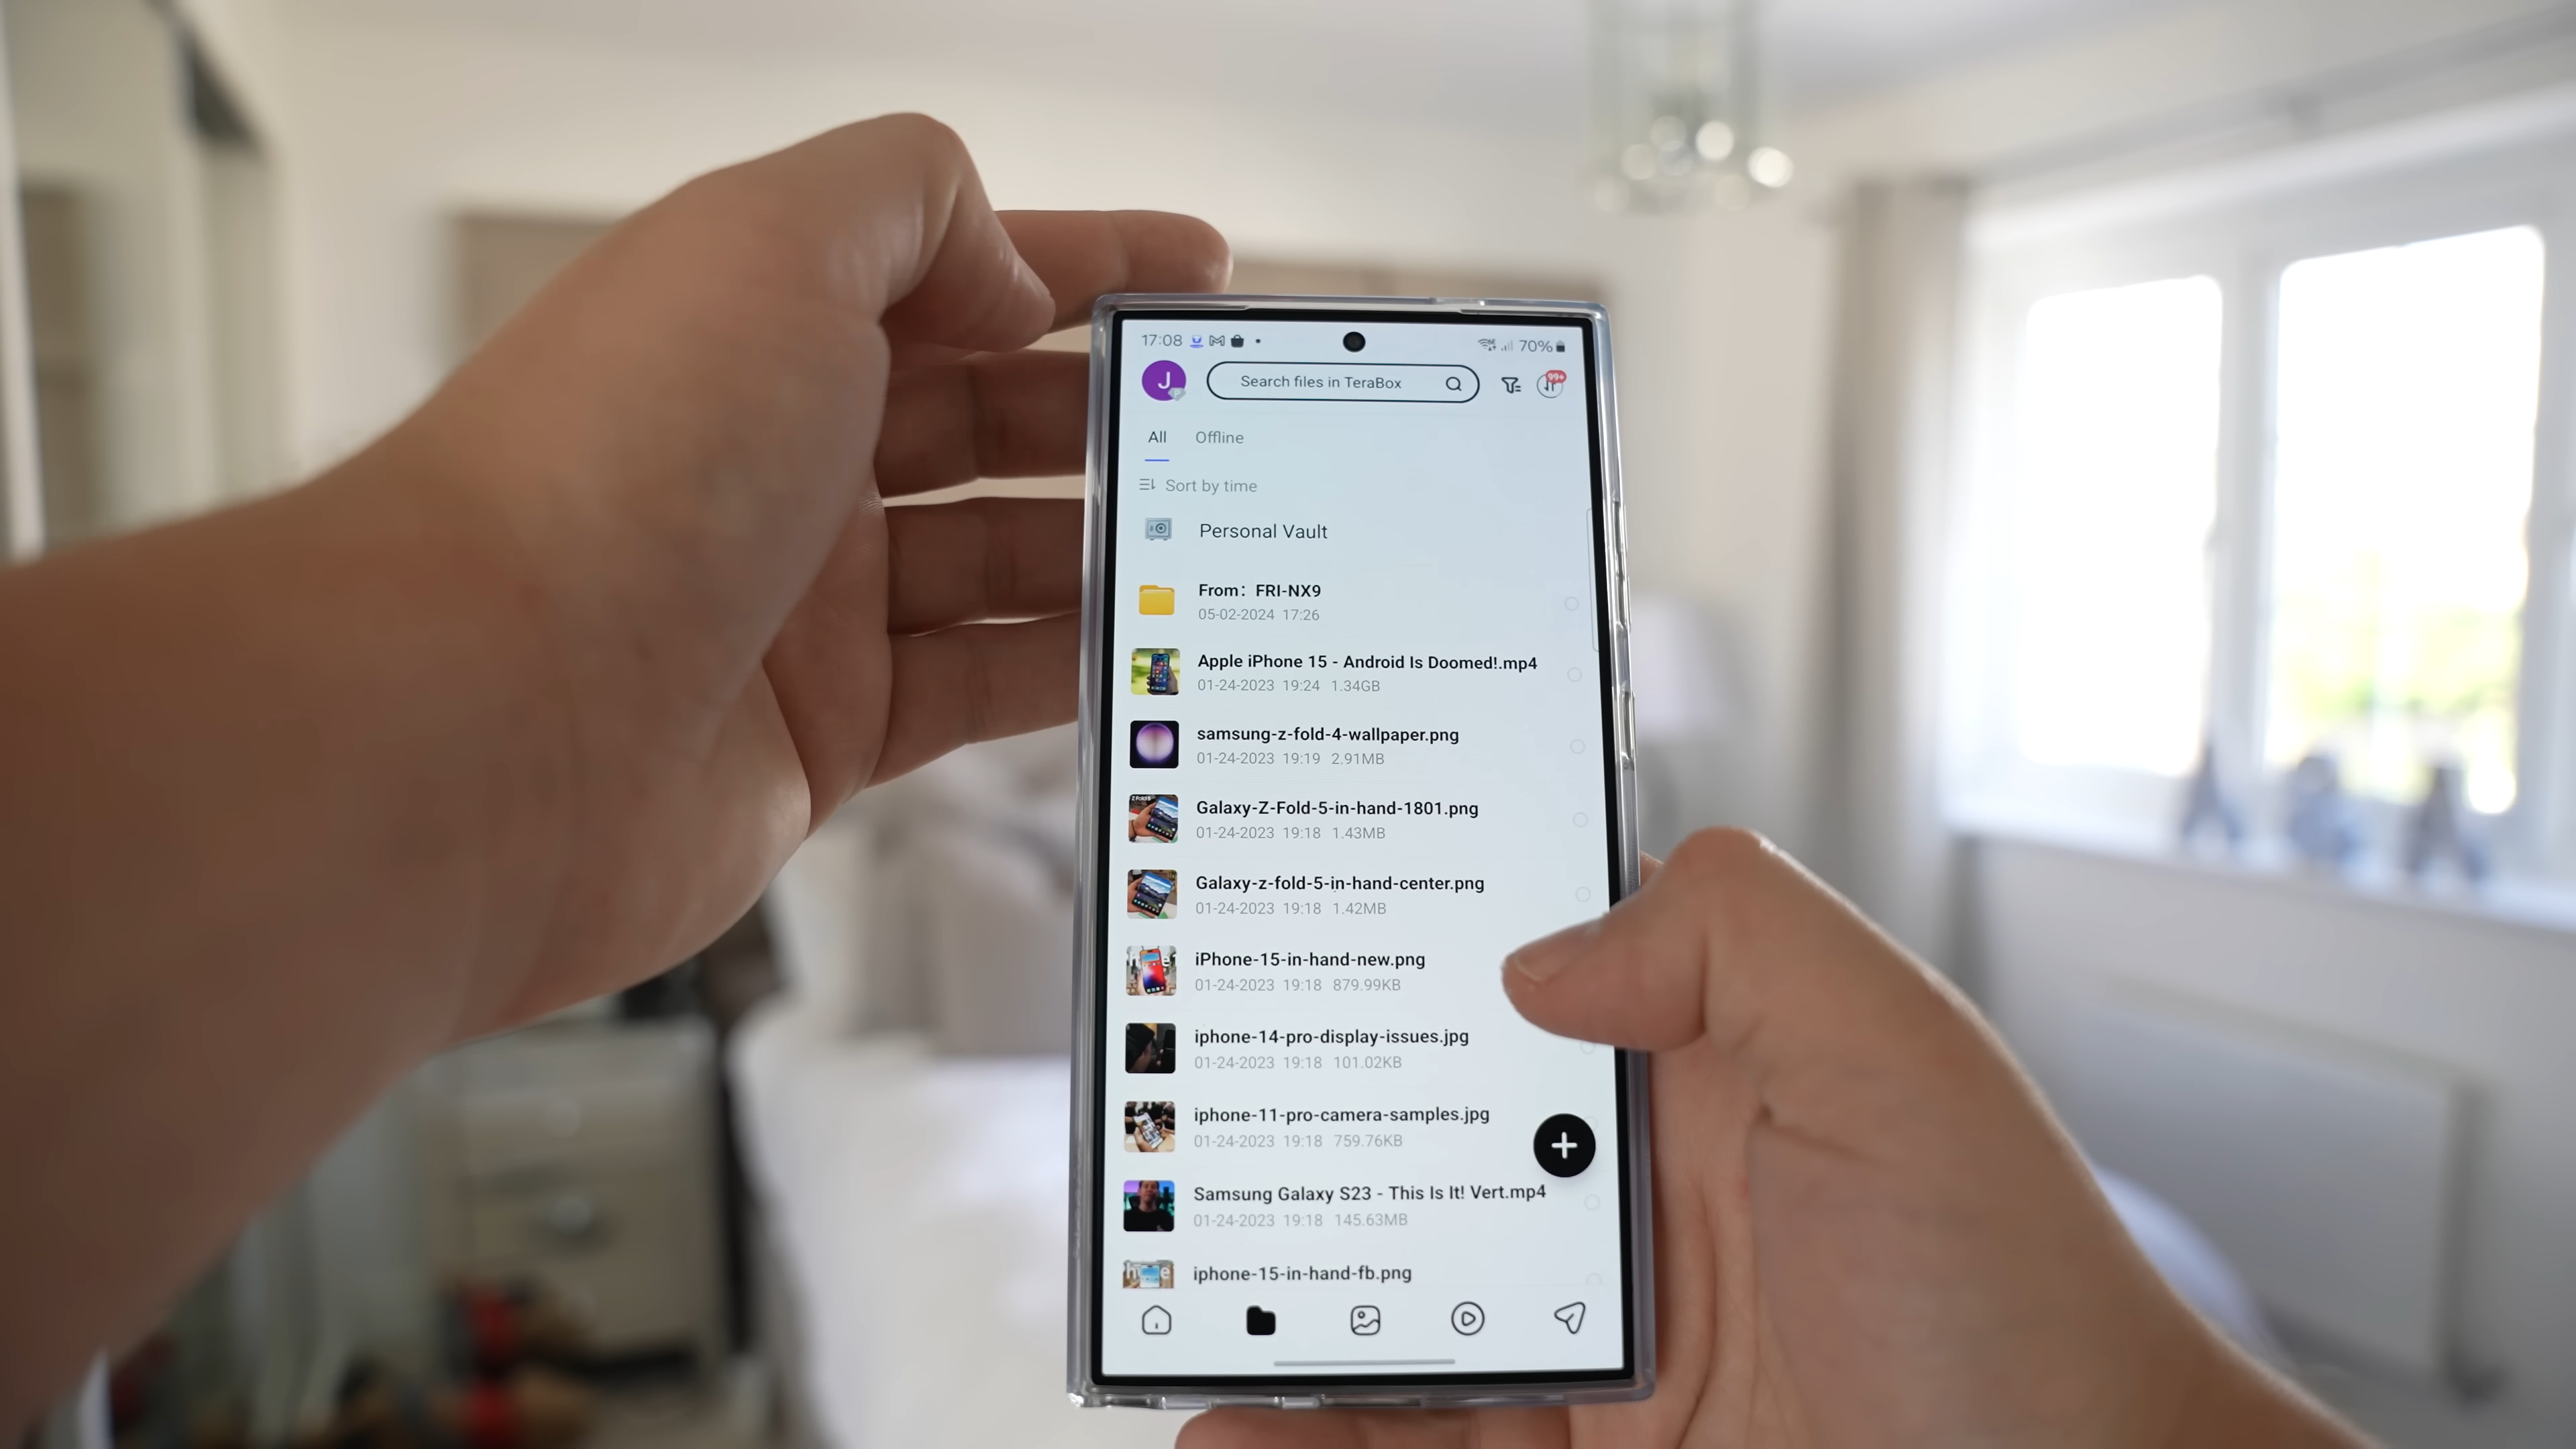 17:08
70%
J
Search files in TeraBox
99+
All Offline
Sort by time
Personal Vault
From: FRI-NX9
05-02-2024 17:26
Apple iPhone 15 - Android Is Doomed!.mp4
01-24-2023 19:24 1.34GB
samsung-z-fold-4-wallpaper.png
01-24-2023 19:19 2.91MB
Galaxy-Z-Fold-5-in-hand-1801.png
01-24-2023 19:18 1.43MB
Galaxy-z-fold-5-in-hand-center.png
01-24-2023 19:18 1.42MB
iPhone-15-in-hand-new.png
01-24-2023 19:18 879.99KB
iphone-14-pro-display-issues.jpg
01-24-2023 19:18 101.02KB
iphone-11-pro-camera-samples.jpg
01-24-2023 19:18 759.76KB
Samsung Galaxy S23 - This Is It! Vert.mp4
01-24-2023 19:18 145.63MB
iphone-15-in-hand-fb.png